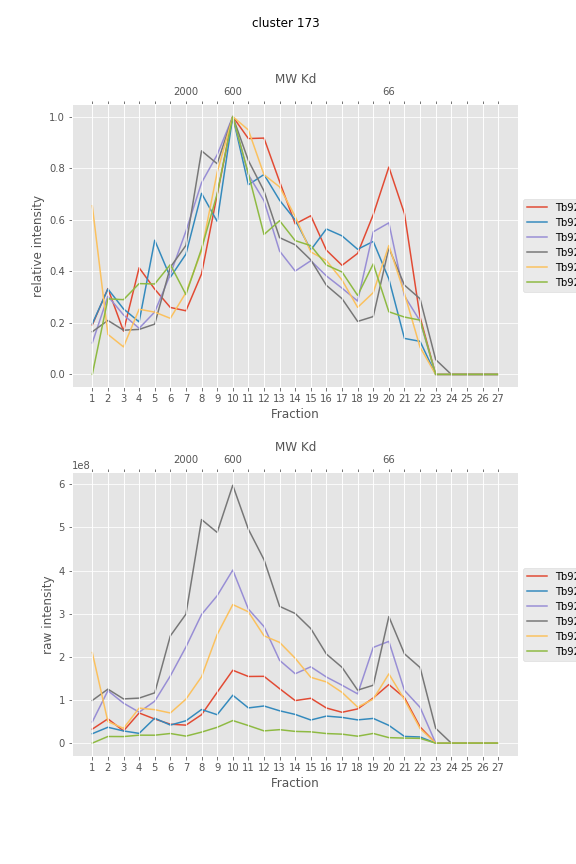 cluster 173
MW Kd
2000 600 66
1.0
0.8
0.6
0.4
0.2
0.0
relative intensity
1 2 3 4 5 6 7 8 9 10 11 12 13 14 15 16 17 18 19 20 21 22 23 24 25 26 27
Fraction
Tb92
Tb92
Tb92
Tb92
Tb92
Tb92
MW Kd
2000 600 66
1e8
6
5
4
3
2
1
0
raw intensity
1 2 3 4 5 6 7 8 9 10 11 12 13 14 15 16 17 18 19 20 21 22 23 24 25 26 27
Fraction
Tb92
Tb92
Tb92
Tb92
Tb92
Tb92